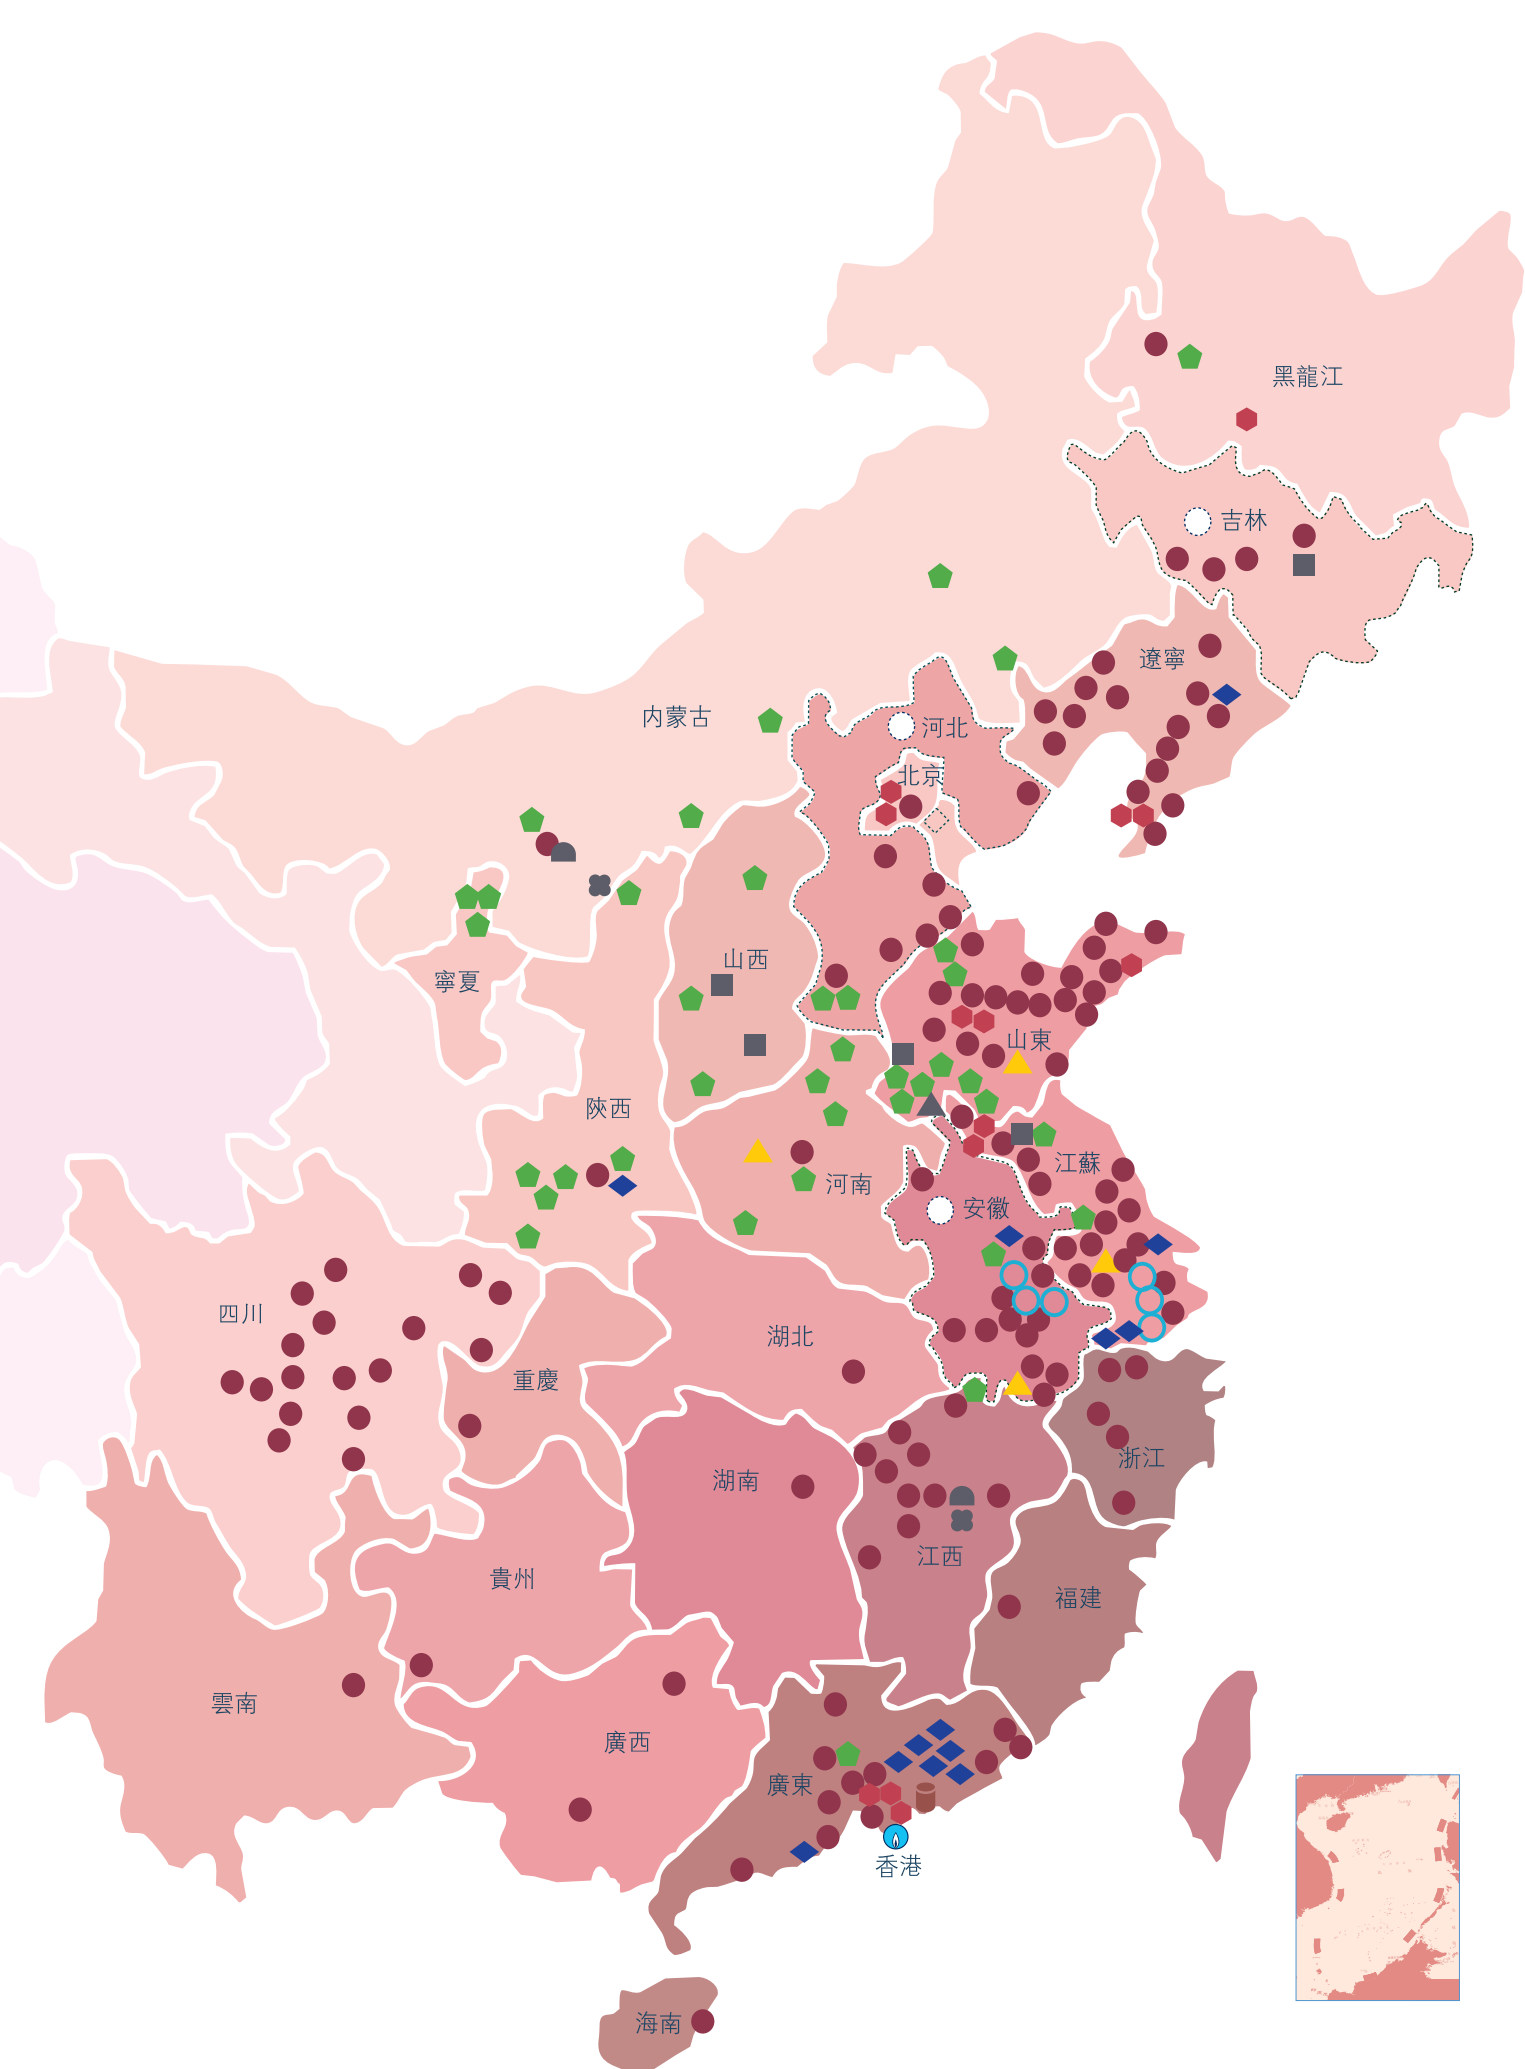 黑龍江
吉林
遼寧
内蒙古
河北
北京
山西
寧夏
山東
陝西
江蘇
河南
安徽
四川
湖北
重慶
浙江
湖南
江西
貴州
福建
雲南
廣西
廣東
香港
海南